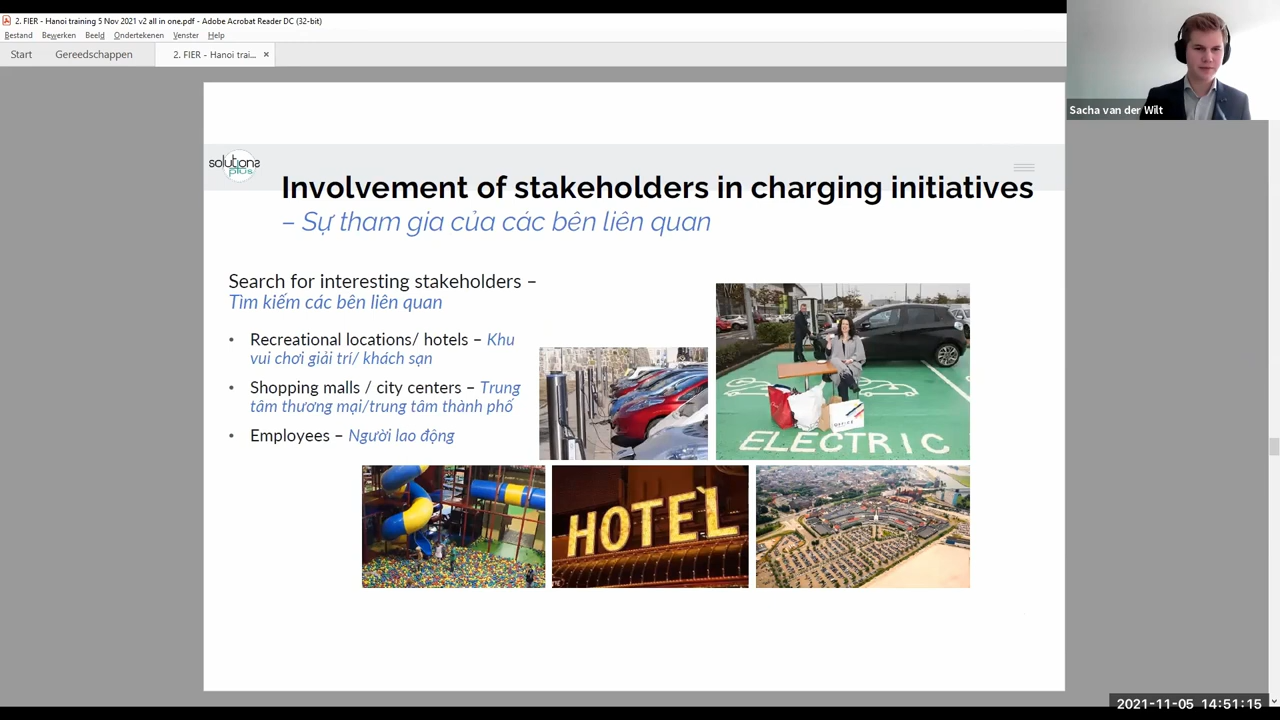 2. FIER - Hanoi training 5 Nov 2021 v2 all in one.pdf - Adobe Acrobat Reader DC (32-bit)
Bestand Bewerken Beeld Ondertekenen Venster Help
Start Gereedschappen 2. FIER - Hanoi trai... ×
Sacha van der Wilt
solutions
plus
Involvement of stakeholders in charging initiatives
– Sự tham gia của các bên liên quan
Search for interesting stakeholders –
Tìm kiếm các bên liên quan
• Recreational locations/ hotels – Khu
vui chơi giải trí/ khách sạn
• Shopping malls / city centers – Trung
tâm thương mại/trung tâm thành phố
• Employees – Người lao động
ELECTRIC
HOTEL
2021-11-05 14:51:15